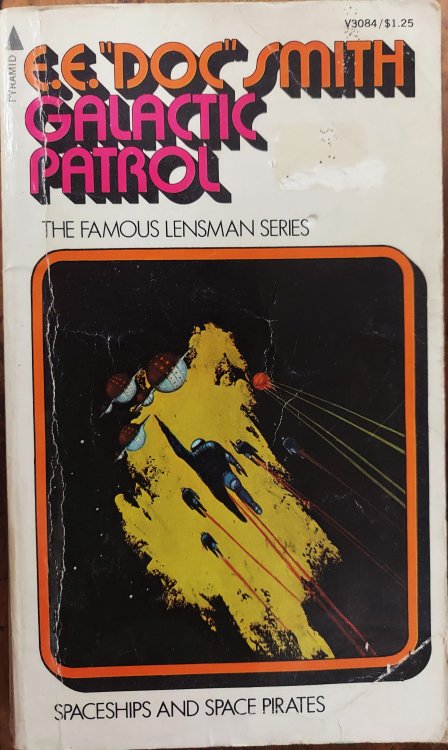 V3084/$1.25
PYRAMID
E.E. "DOC" SMITH
GALACTIC
PATROL
THE FAMOUS LENSMAN SERIES
SPACESHIPS AND SPACE PIRATES